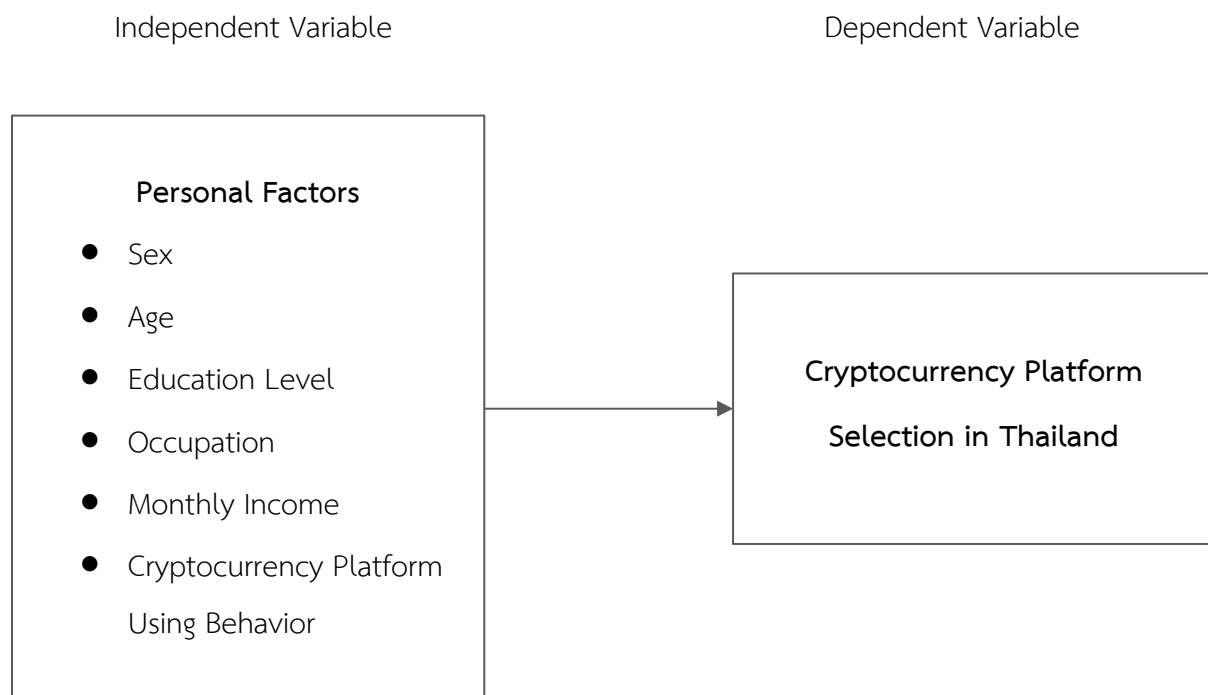 Independent Variable
Dependent Variable
Personal Factors
● Sex
● Age
● Education Level
● Occupation
● Monthly Income
● Cryptocurrency Platform
Using Behavior
Cryptocurrency Platform
Selection in Thailand